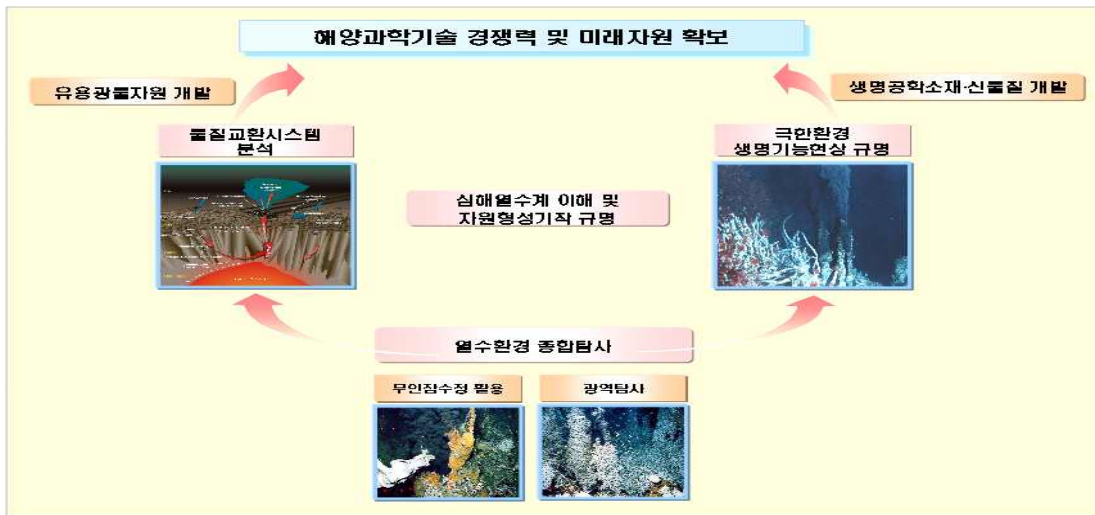 해양과학기술 경쟁력 및 미래자원 확보
유용광물자원 개발
생명공학소재·신물질 개발
물질교환시스템
분석
극한환경
생명기능현상 규명
심해열수계 이해 및
자원형성기작 규명
열수환경 종합탐사
무인잠수정 활용
광역탐사